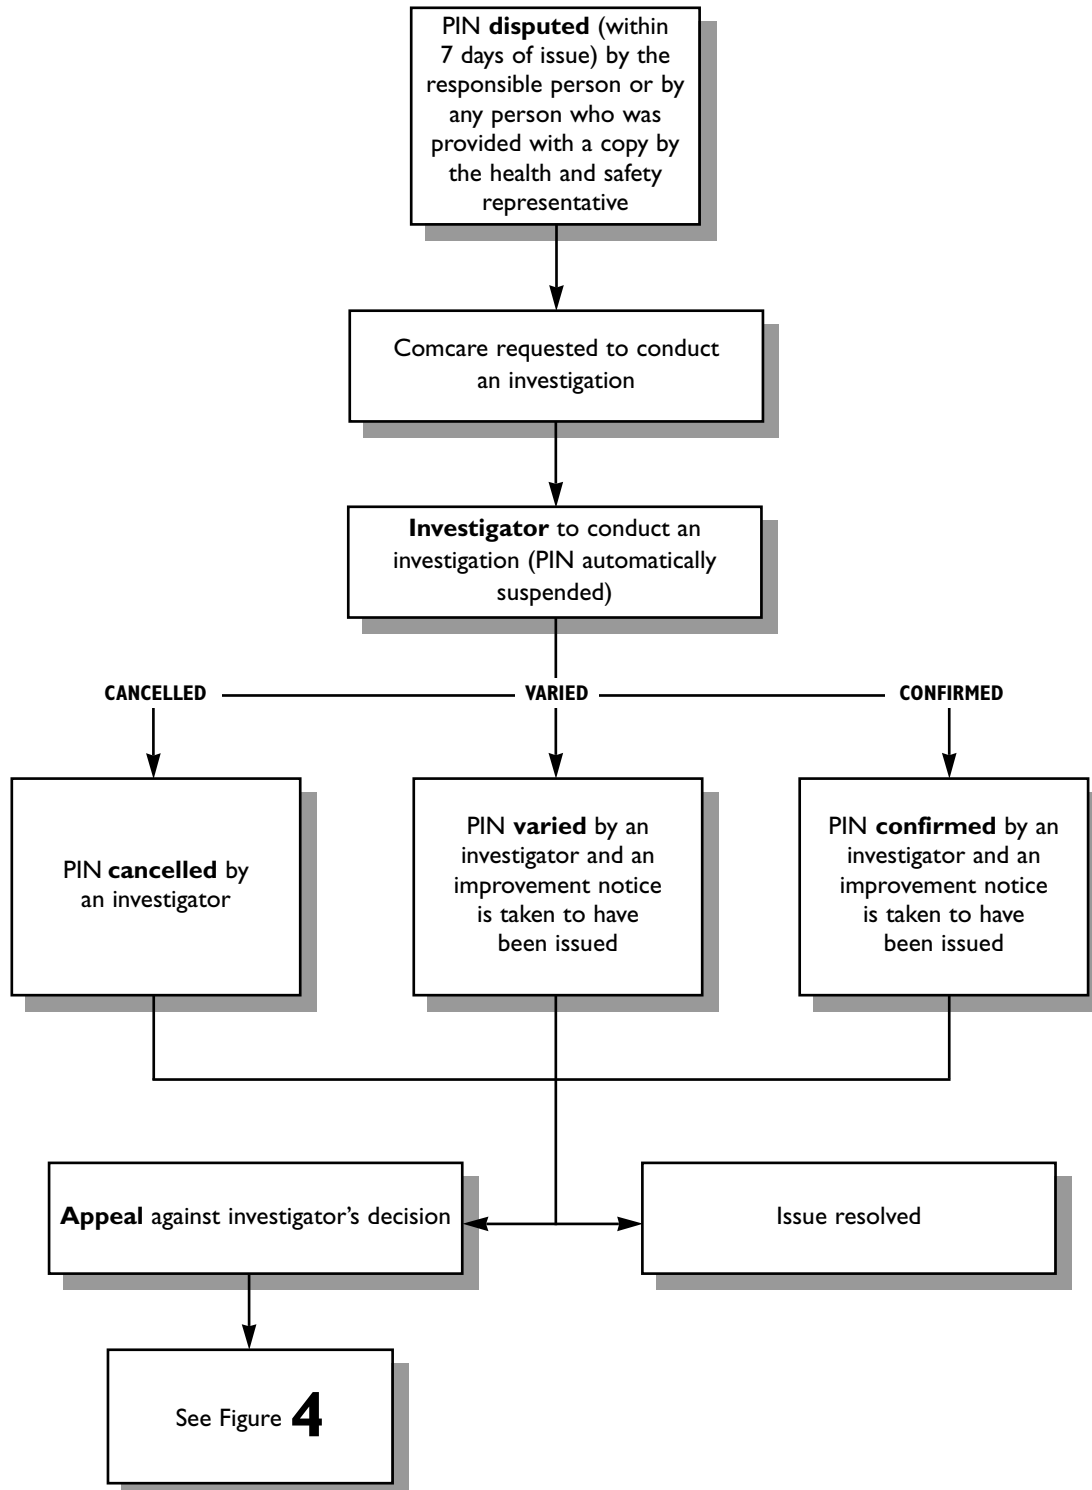 PIN disputed (within
7 days of issue) by the
responsible person or by
any person who was
provided with a copy by
the health and safety
representative
Comcare requested to conduct
an investigation
Investigator to conduct an
investigation (PIN automatically
suspended)
CANCELLED
VARIED
CONFIRMED
PIN cancelled by
an investigator
PIN varied by an
investigator and an
improvement notice
is taken to have
been issued
PIN confirmed by an
investigator and an
improvement notice
is taken to have
been issued
Appeal against investigator’s decision
Issue resolved
See Figure 4